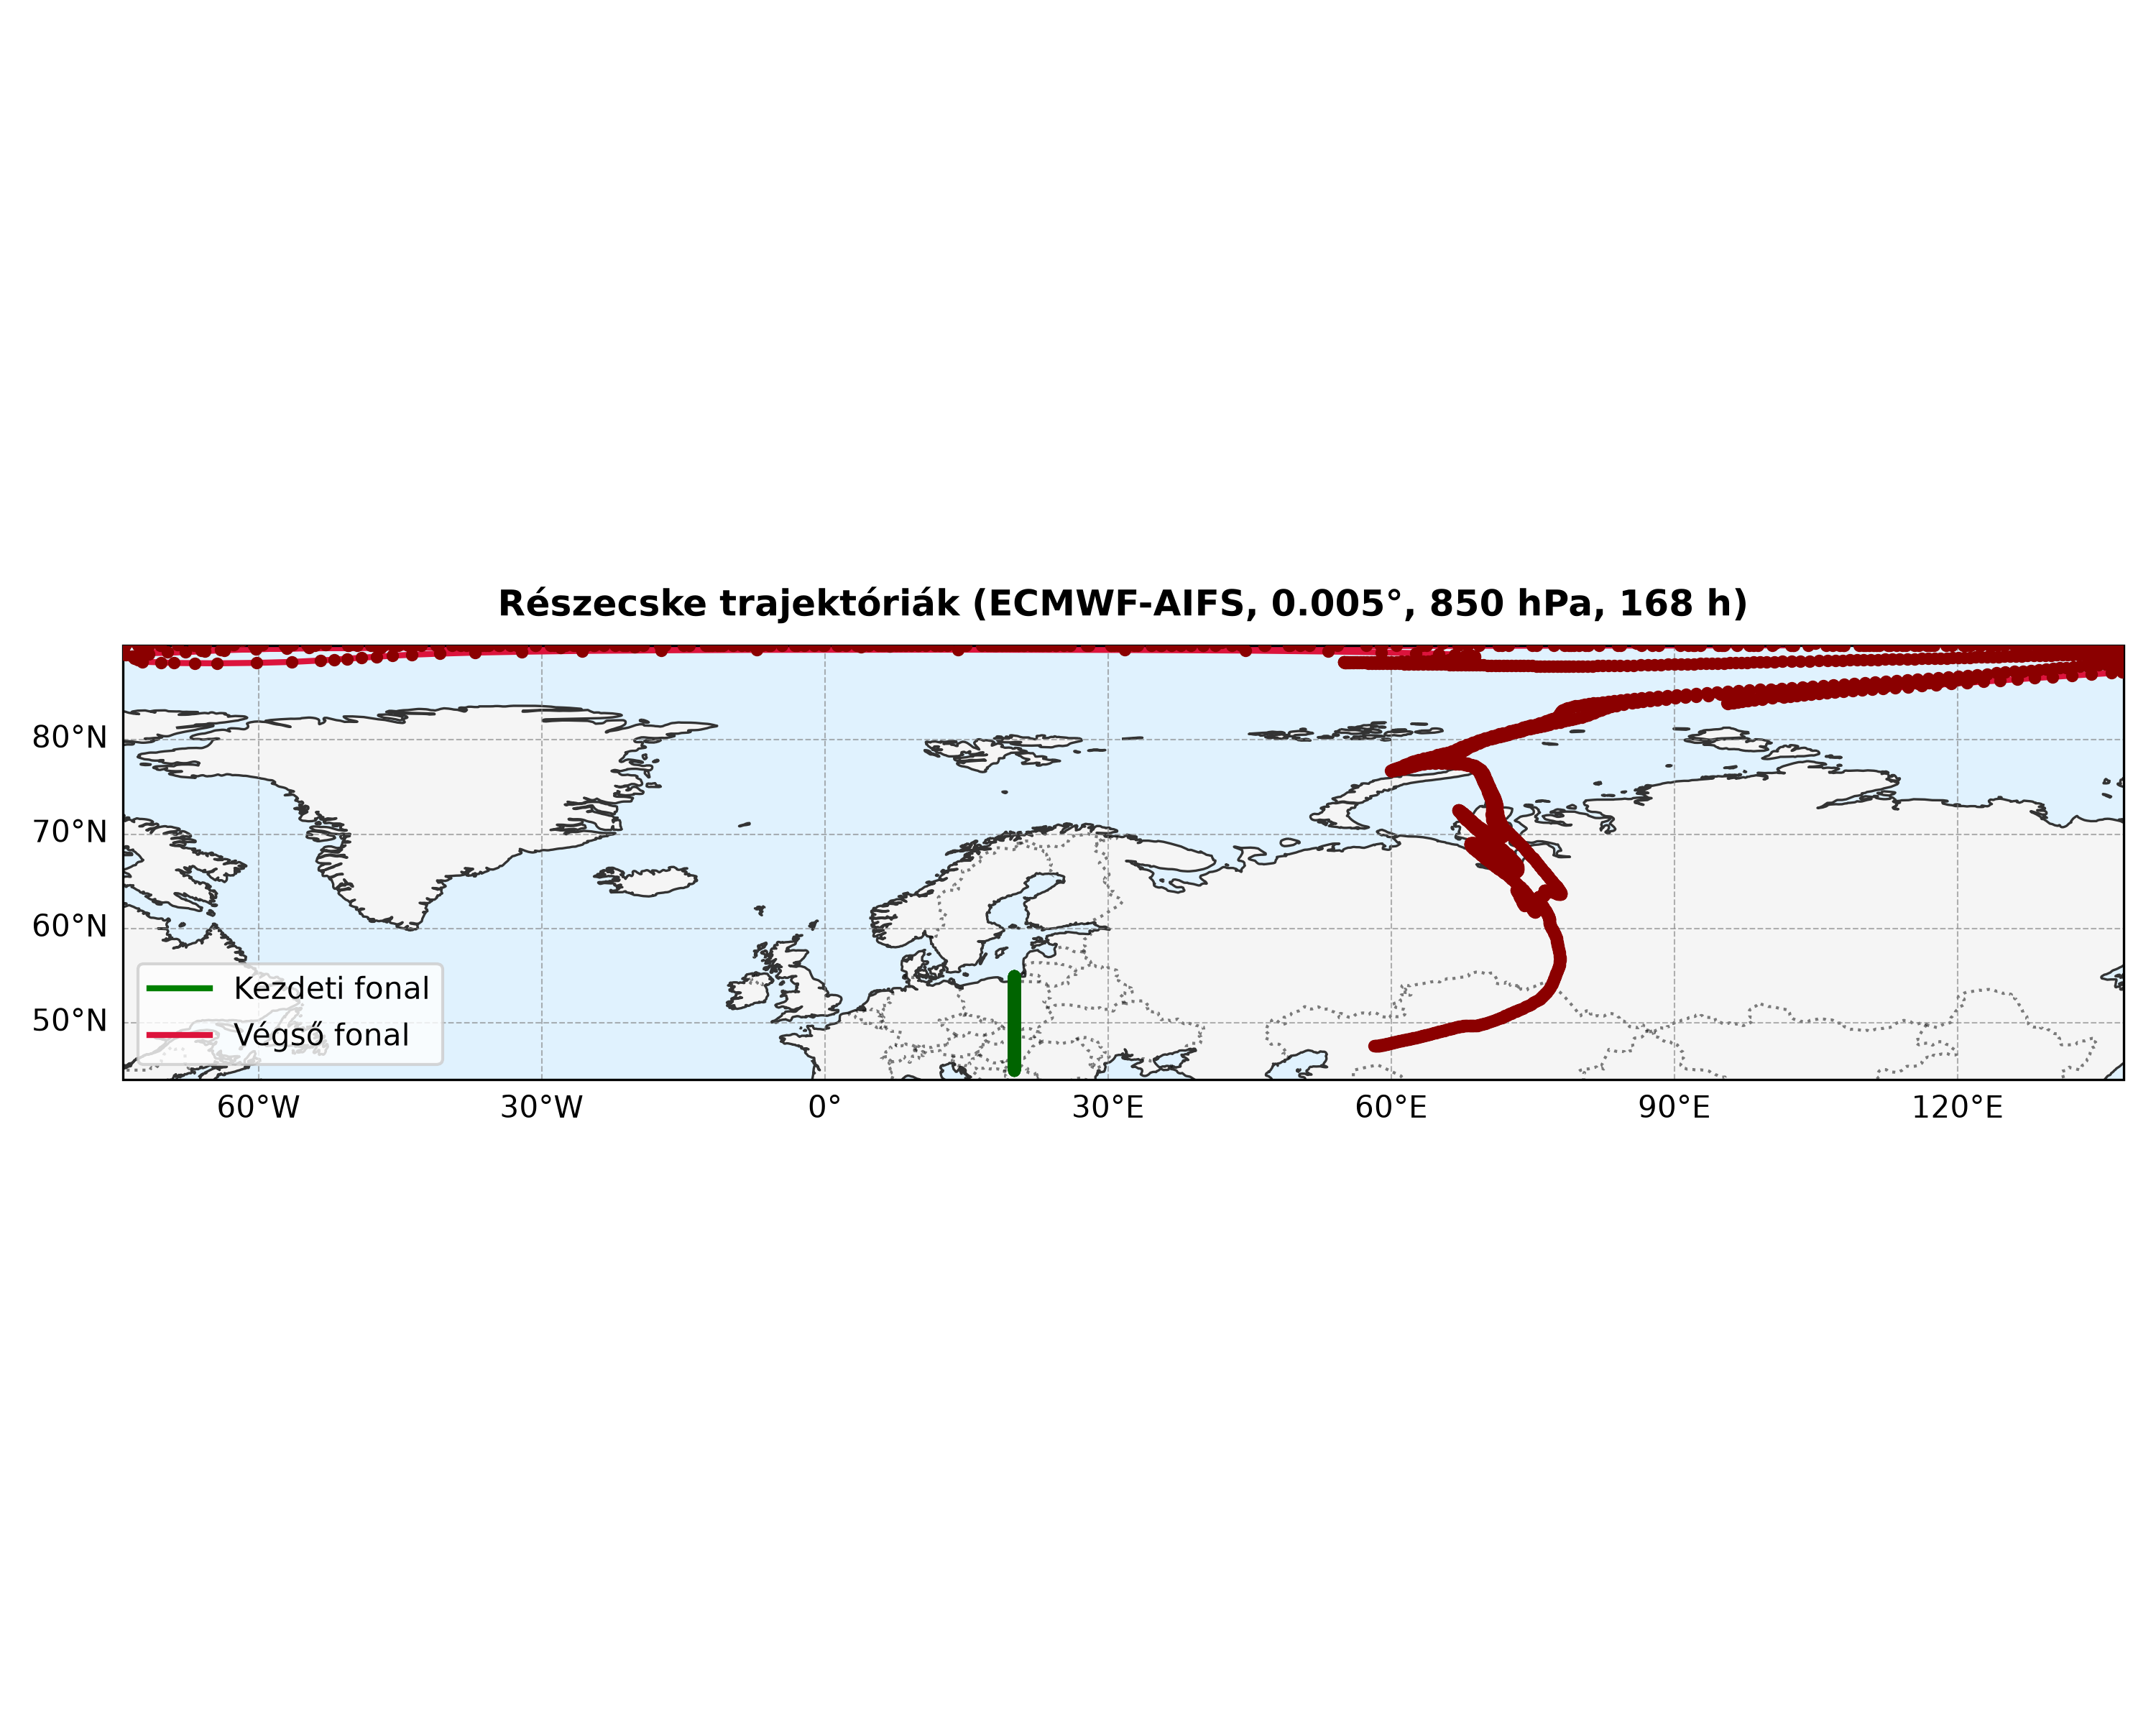 Részecske trajektóriák (ECMWF-AIFS, 0.005°, 850 hPa, 168 h)
80°N
70°N
60°N
50°N
Kezdeti fonal
Végső fonal
60°W
30°W
0°
30°E
60°E
90°E
120°E